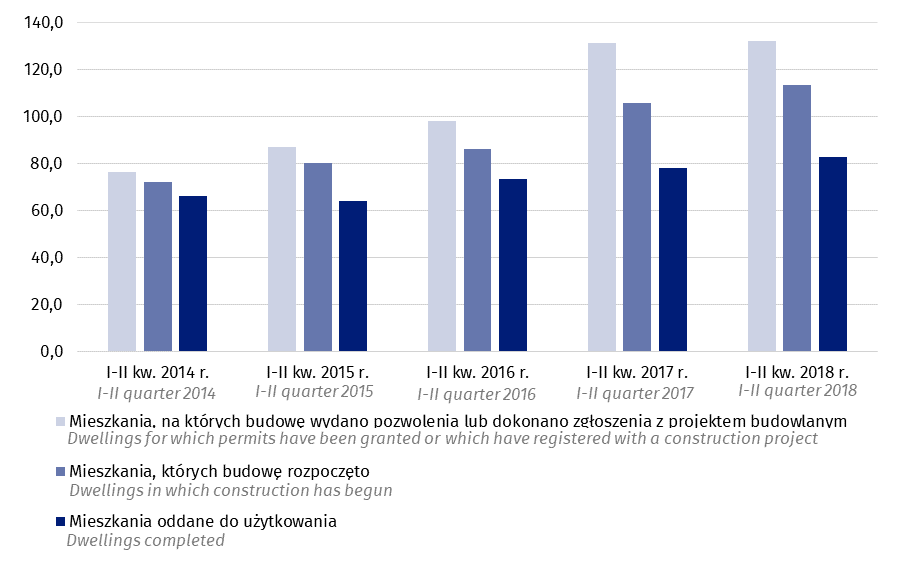 140,0
120,0
100,0
80,0
60,0
40,0
20,0
0,0
I-II kw. 2014 r. I-II kw. 2015 r. I-II kw. 2016 r. I-II kw. 2017 r. I-II kw. 2018 r.
I-II quarter 2014 I-II quarter 2015 I-II quarter 2016 I-II quarter 2017 I-II quarter 2018
Mieszkania, na których budowę wydano pozwolenia lub dokonano zgłoszenia z projektem budowlanym
Dwellings for which permits have been granted or which have registered with a construction project
Mieszkania, których budowę rozpoczęto
Dwellings in which construction has begun
Mieszkania oddane do użytkowania
Dwellings completed